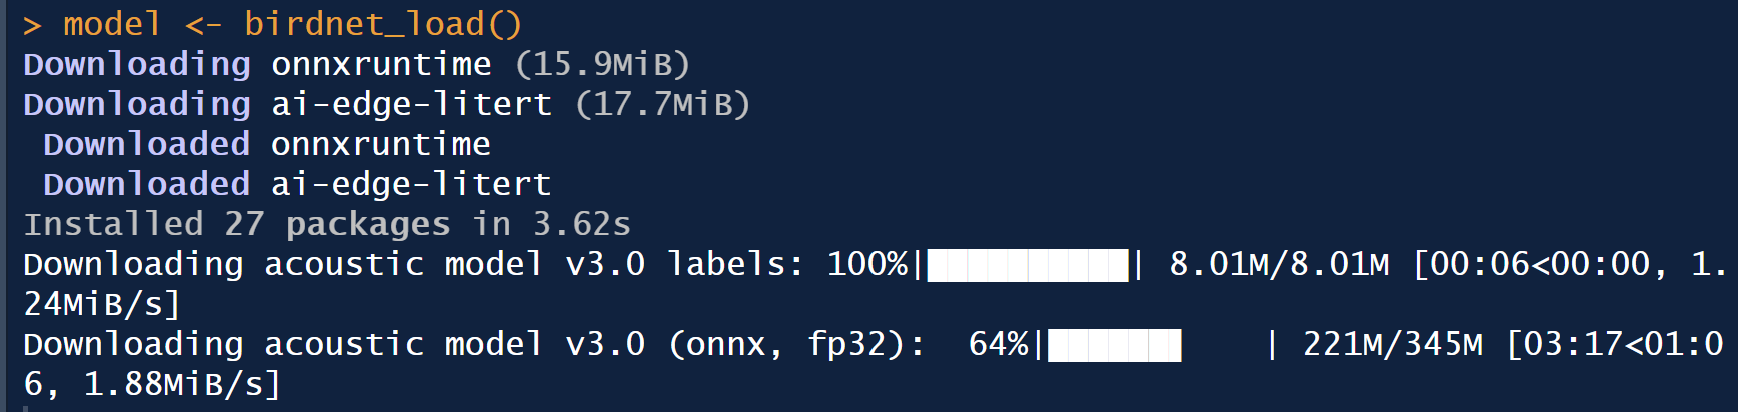 > model <- birdnet_load()
Downloading onnxruntime (15.9MiB)
Downloading ai-edge-litert (17.7MiB)
 Downloaded onnxruntime
 Downloaded ai-edge-litert
Installed 27 packages in 3.62s
Downloading acoustic model v3.0 labels: 100%|██████████| 8.01M/8.01M [00:06<00:00, 1.
24MiB/s]
Downloading acoustic model v3.0 (onnx, fp32):  64%|██████▋    | 221M/345M [03:17<01:0
6, 1.88MiB/s]